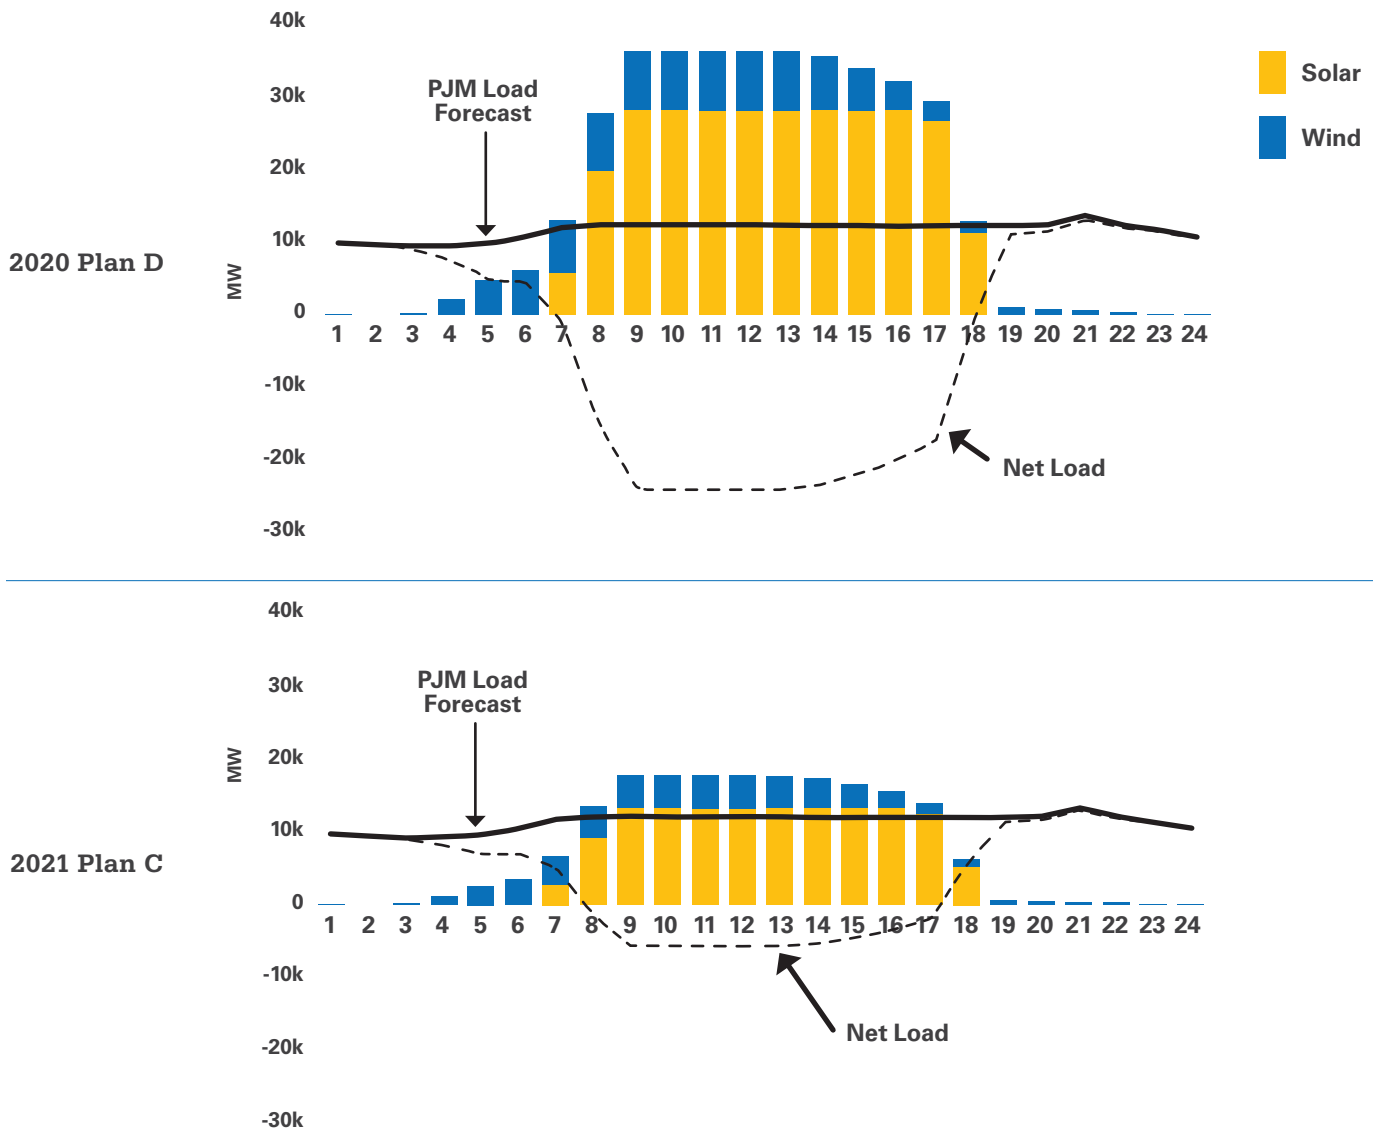 40k
PJM Load
Forecast
30k
20k
10k
0
-10k
-20k
-30k
MW
2020 Plan D
Solar
Wind
1 2 3 4 5 6 7 8 9 10 11 12 13 14 15 16 17 18 19 20 21 22 23 24
Net Load
40k
PJM Load
Forecast
30k
20k
10k
0
-10k
-20k
-30k
MW
2021 Plan C
1 2 3 4 5 6 7 8 9 10 11 12 13 14 15 16 17 18 19 20 21 22 23 24
Net Load